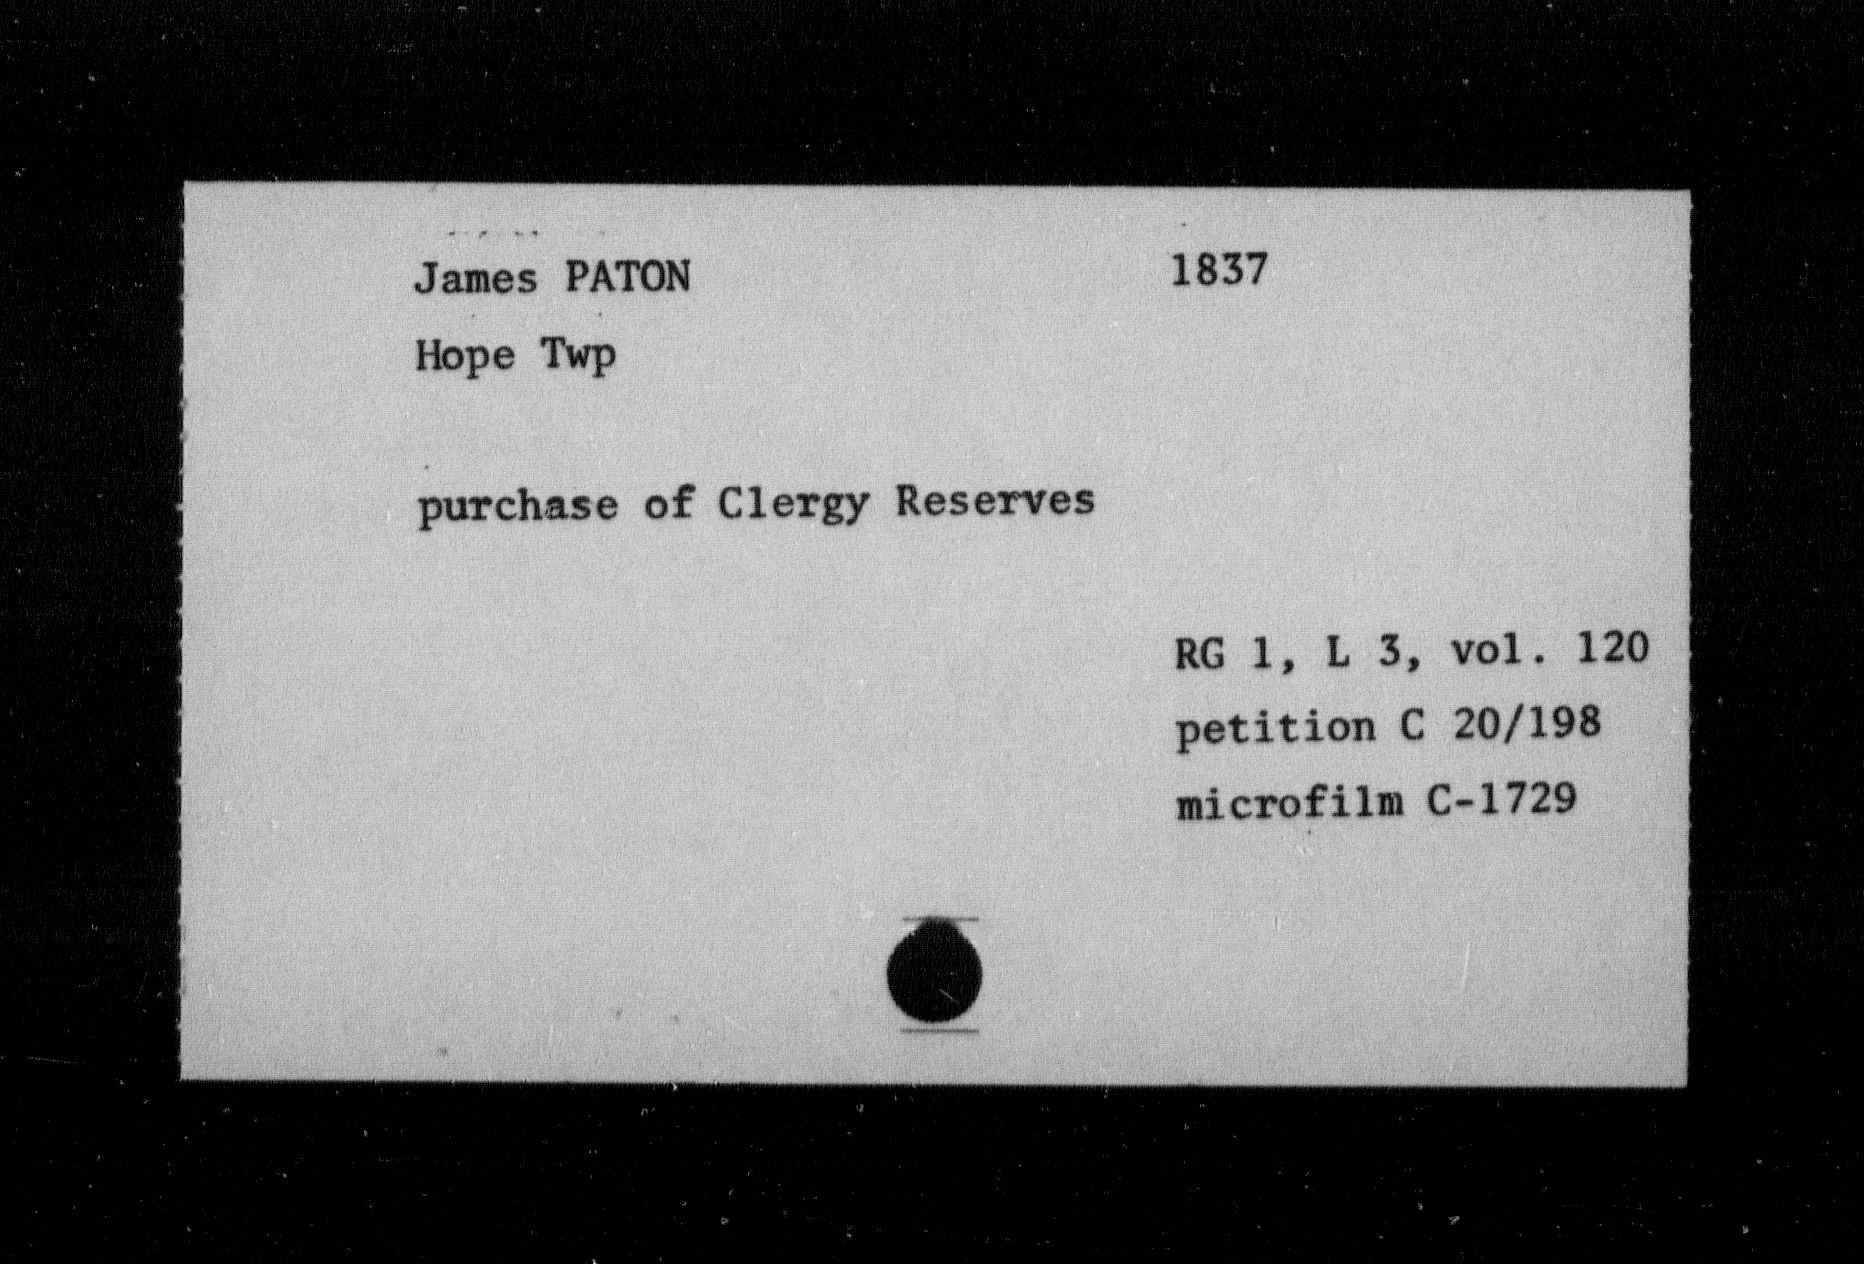 James PATON 1837
Hope Twp
purchase of Clergy Reserves
RG 1, L 3, vol. 120
petition C 20/198
microfilm C-1729